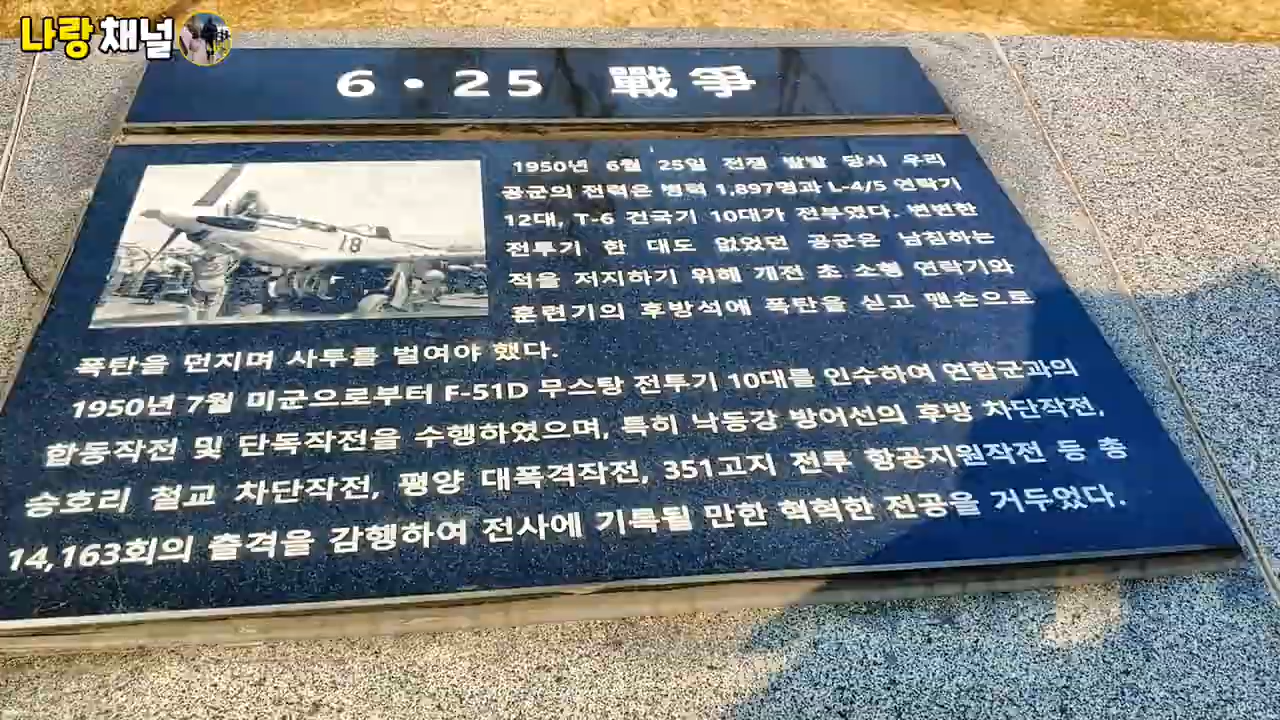 나랑 채널
6·25 戰爭
1950년 6월 25일 전쟁 발발 당시 우리
공군의 전력은 병력 1,897명과 L-4/5 연락기
12대, T-6 건국기 10대가 전부였다. 변변한
전투기 한 대도 없었던 공군은 남침하는
적을 저지하기 위해 개전 초 소형 연락기와
훈련기의 후방석에 폭탄을 싣고 맨손으로
18
폭탄을 던지며 사투를 벌여야 했다.
1950년 7월 미군으로부터 F-51D 무스탕 전투기 10대를 인수하여 연합군과의
합동작전 및 단독작전을 수행하였으며, 특히 낙동강 방어선의 후방 차단작전,
승호리 철교 차단작전, 평양 대폭격작전, 351고지 전투 항공지원작전 등 총
14,163회의 출격을 감행하여 전사에 기록될 만한 혁혁한 전공을 거두었다.